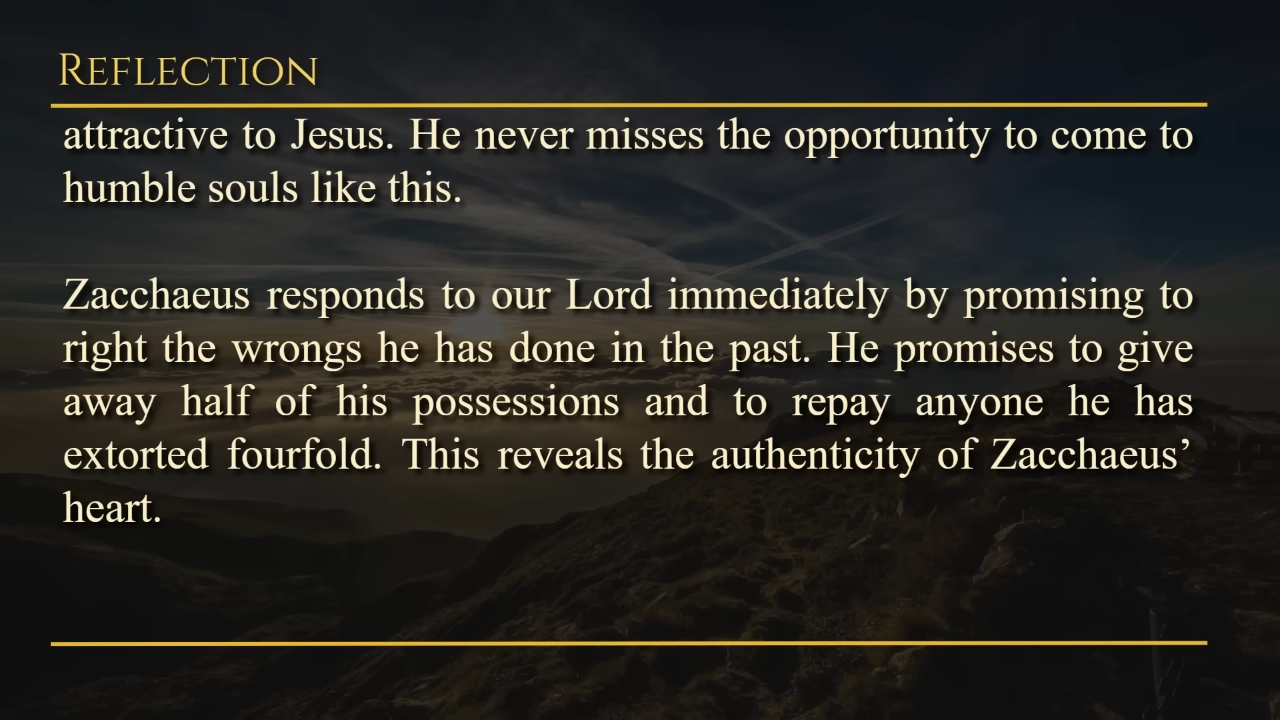 Reflection
attractive to Jesus. He never misses the opportunity to come to
humble souls like this.
Zacchaeus responds to our Lord immediately by promising to
right the wrongs he has done in the past. He promises to give
away half of his possessions and to repay anyone he has
extorted fourfold. This reveals the authenticity of Zacchaeus’
heart.